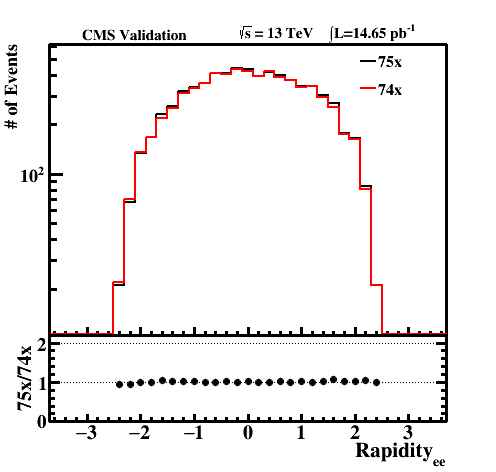 CMS Validation √s = 13 TeV ∫L=14.65 pb⁻¹
75x
74x
# of Events
10²
75x/74x
2
1
0
−3 −2 −1 0 1 2 3
Rapidity_ee